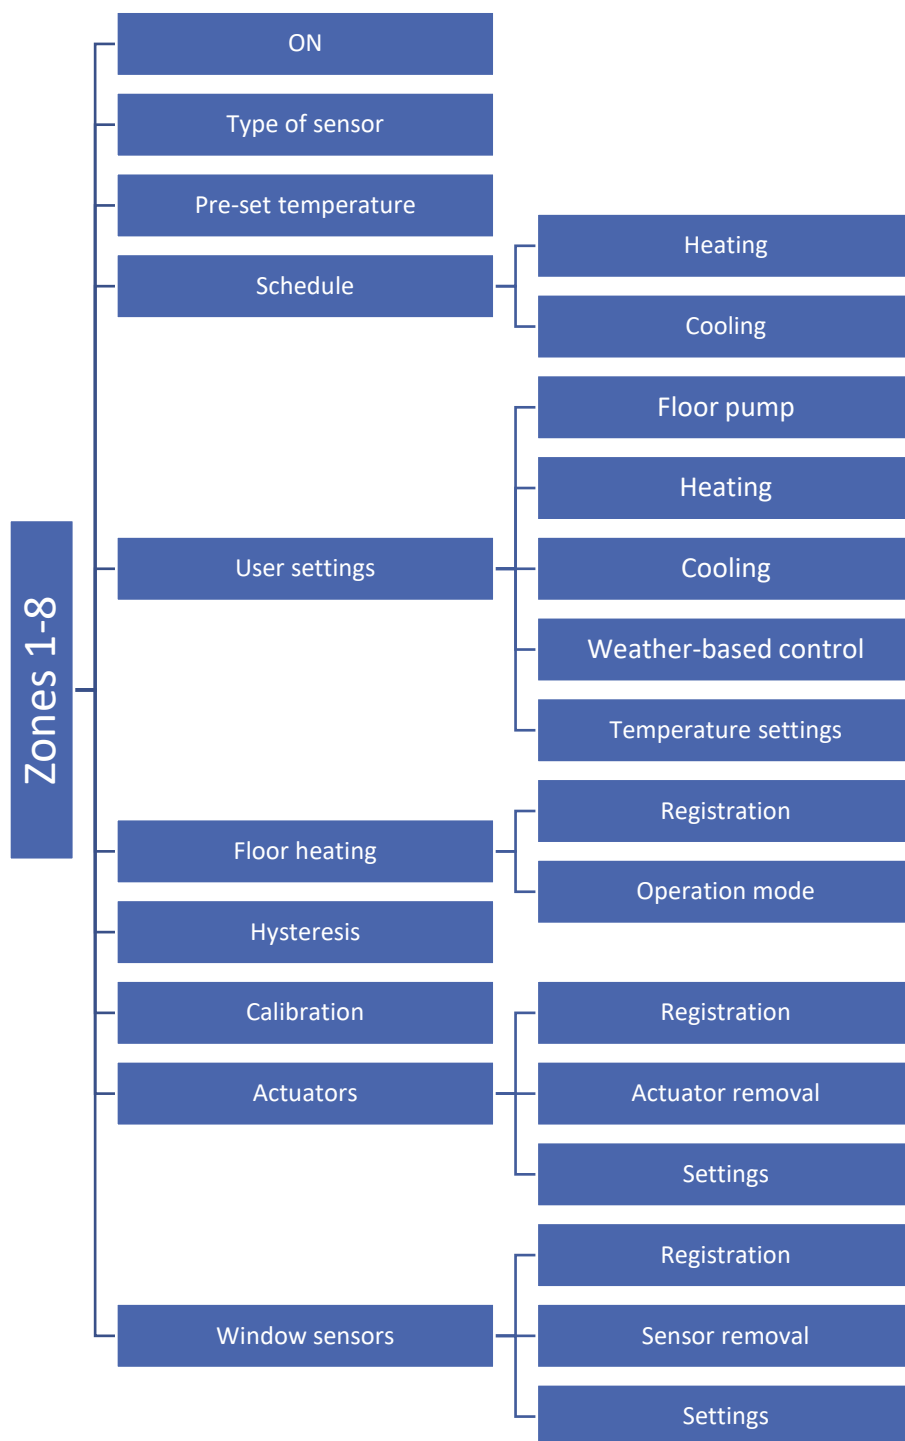 Zones 1-8
ON
Type of sensor
Pre-set temperature
Schedule
Heating
Cooling
User settings
Floor pump
Heating
Cooling
Weather-based control
Temperature settings
Floor heating
Registration
Operation mode
Hysteresis
Calibration
Actuators
Registration
Actuator removal
Settings
Window sensors
Registration
Sensor removal
Settings